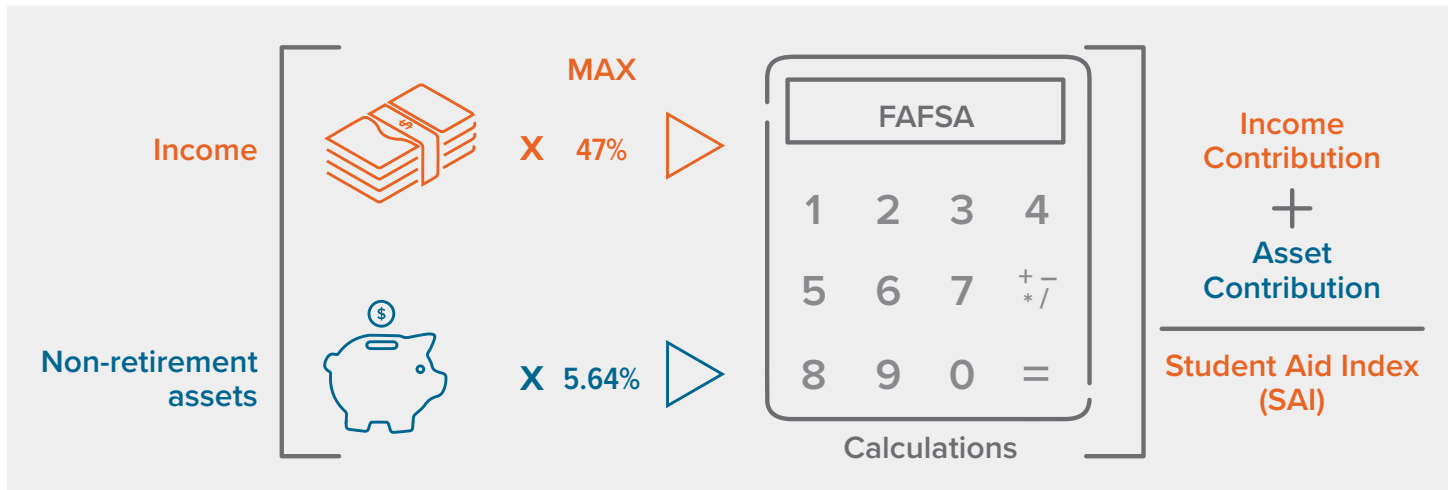 Income
$
MAX
X 47%
Non-retirement
assets
$
X 5.64%
FAFSA
1 2 3 4
5 6 7 + − * /
8 9 0 =
Calculations
Income
Contribution
+
Asset
Contribution
Student Aid Index
(SAI)